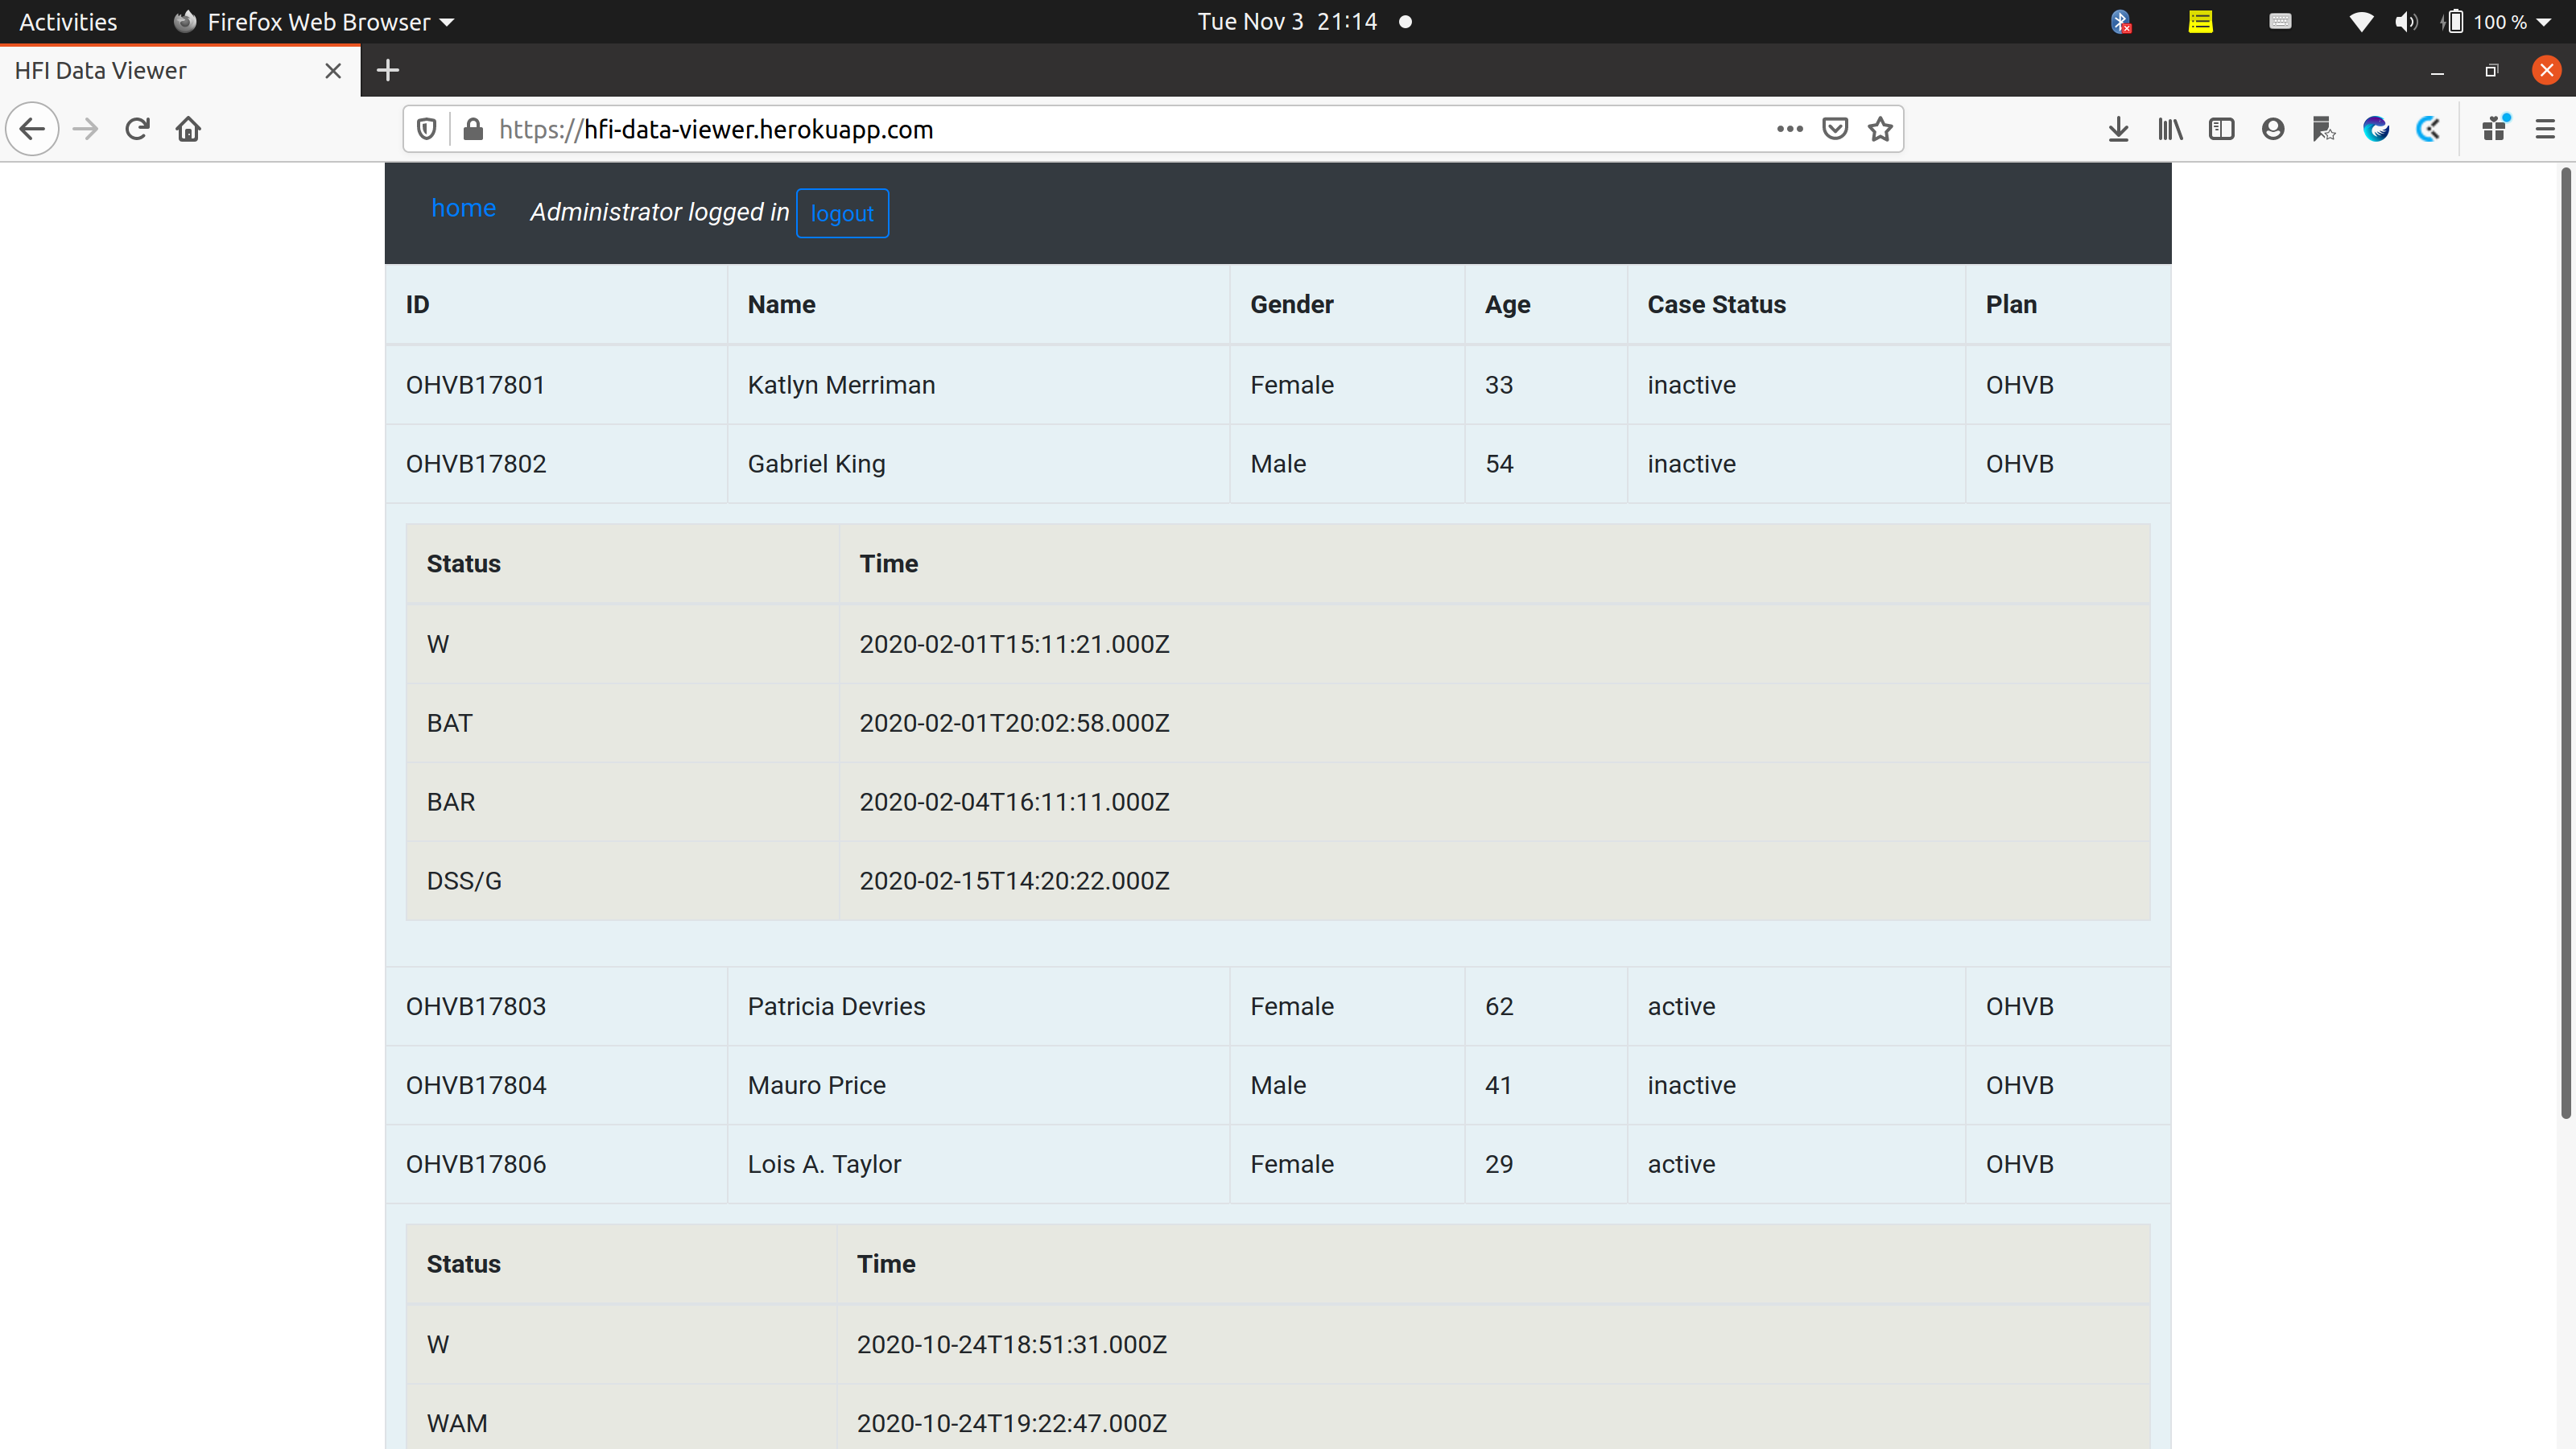 Activities Firefox Web Browser Tue Nov 3 21:14 100 %
HFI Data Viewer
https://hfi-data-viewer.herokuapp.com
home Administrator logged in logout
ID Name Gender Age Case Status Plan
OHVB17801 Katlyn Merriman Female 33 inactive OHVB
OHVB17802 Gabriel King Male 54 inactive OHVB
Status Time
W 2020-02-01T15:11:21.000Z
BAT 2020-02-01T20:02:58.000Z
BAR 2020-02-04T16:11:11.000Z
DSS/G 2020-02-15T14:20:22.000Z
OHVB17803 Patricia Devries Female 62 active OHVB
OHVB17804 Mauro Price Male 41 inactive OHVB
OHVB17806 Lois A. Taylor Female 29 active OHVB
Status Time
W 2020-10-24T18:51:31.000Z
WAM 2020-10-24T19:22:47.000Z